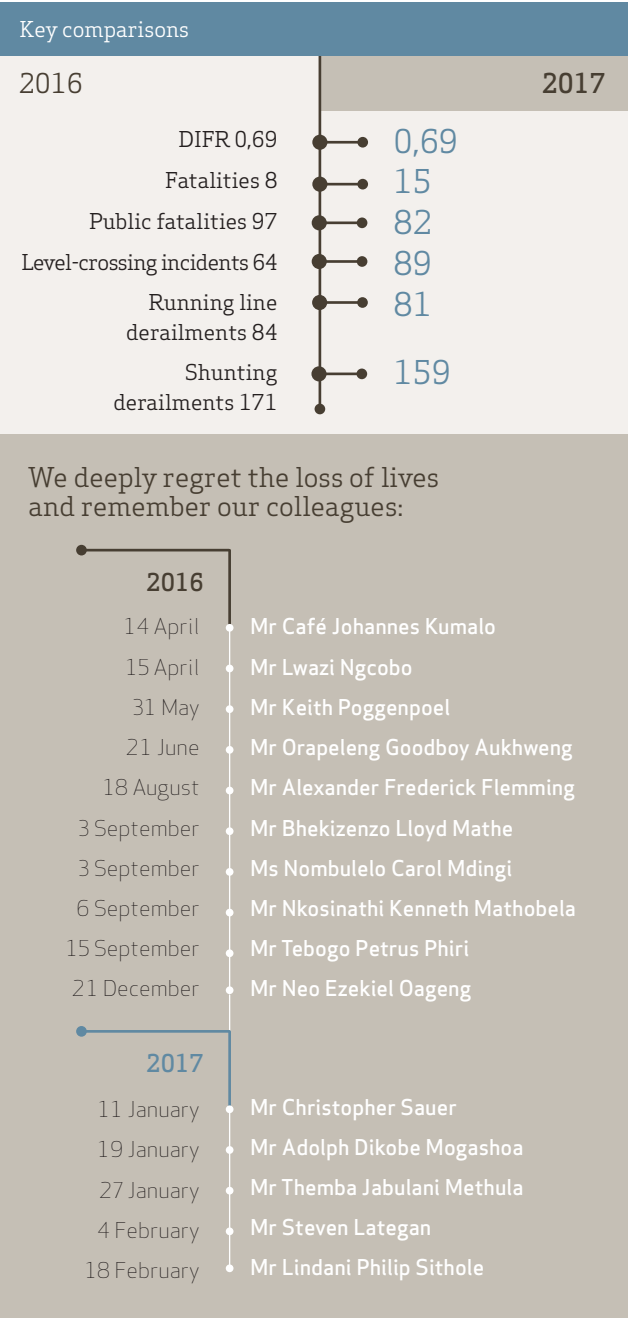 Key comparisons
2016 2017
DIFR 0,69 0,69
Fatalities 8 15
Public fatalities 97 82
Level-crossing incidents 64 89
Running line 81
derailments 84
Shunting 159
derailments 171
We deeply regret the loss of lives
and remember our colleagues:
2016
14 April Mr Café Johannes Kumalo
15 April Mr Lwazi Ngcobo
31 May Mr Keith Poggenpoel
21 June Mr Orapeleng Goodboy Aukhweng
18 August Mr Alexander Frederick Flemming
3 September Mr Bhekizenzo Lloyd Mathe
3 September Ms Nombulelo Carol Mdingi
6 September Mr Nkosinathi Kenneth Mathobela
15 September Mr Tebogo Petrus Phiri
21 December Mr Neo Ezekiel Oageng
2017
11 January Mr Christopher Sauer
19 January Mr Adolph Dikobe Mogashoa
27 January Mr Themba Jabulani Methula
4 February Mr Steven Lategan
18 February Mr Lindani Philip Sithole